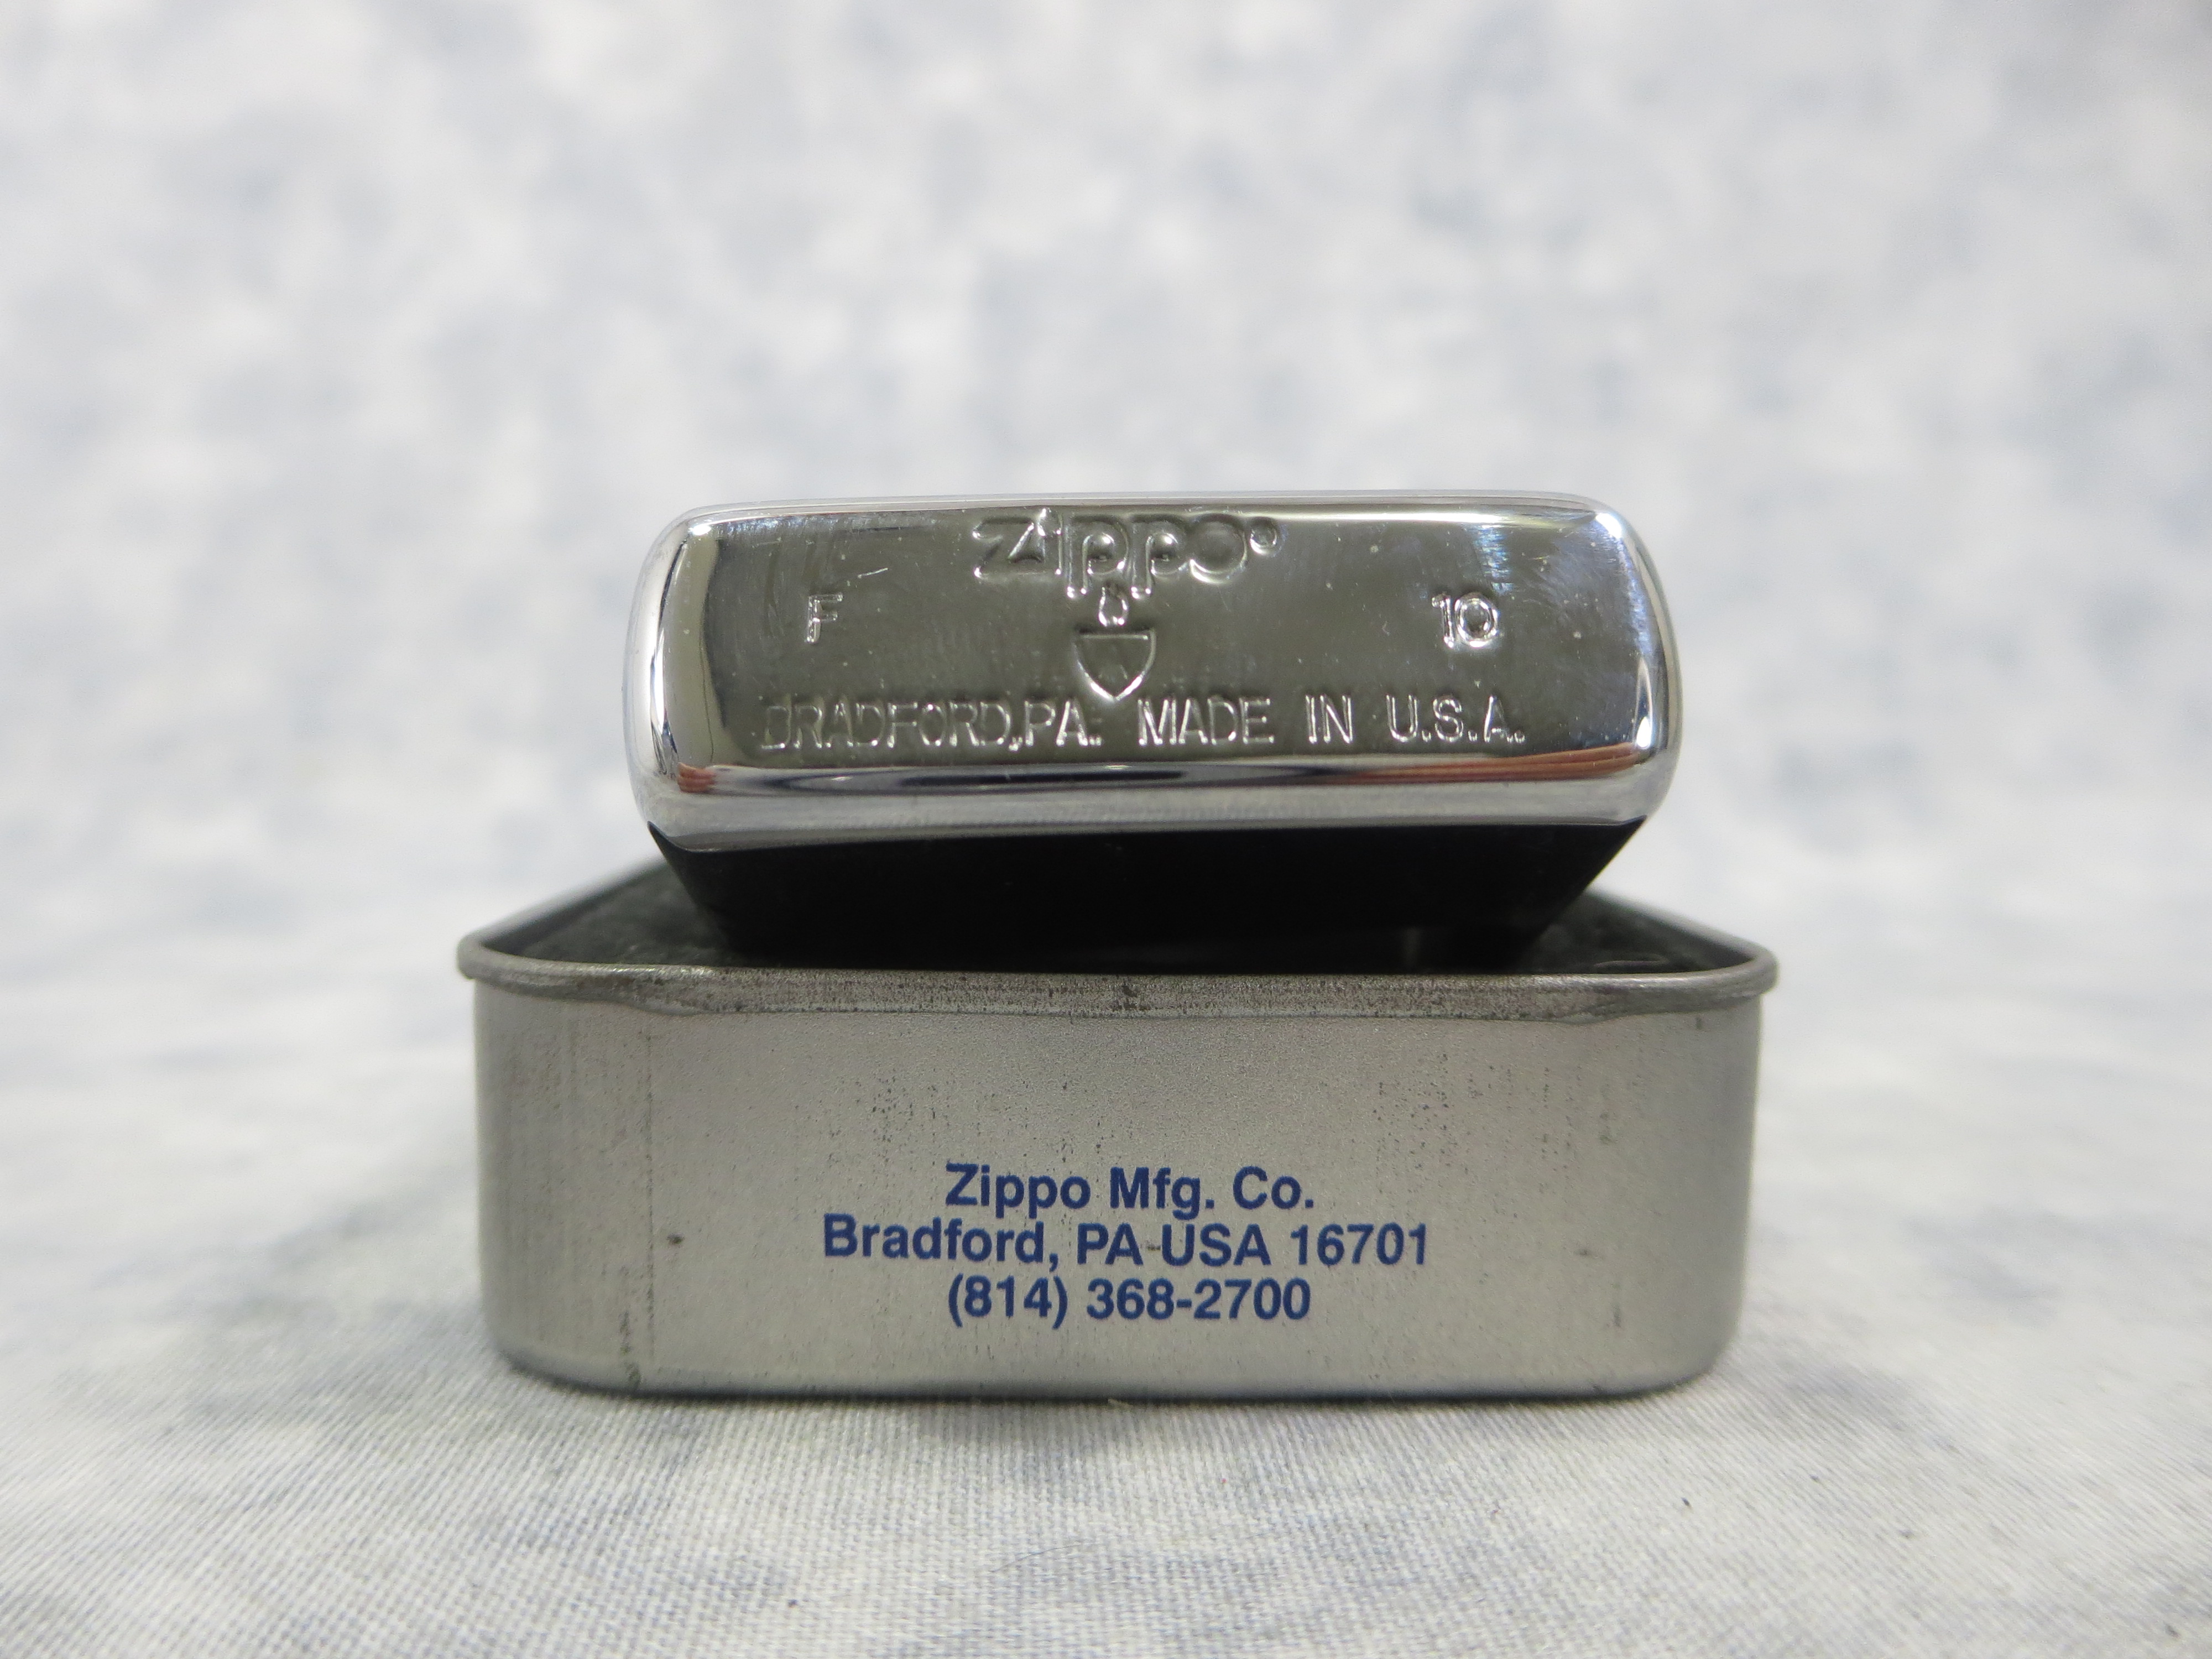 Zippo®
F 10
BRADFORD, PA. MADE IN U.S.A.
Zippo Mfg. Co.
Bradford, PA USA 16701
(814) 368-2700